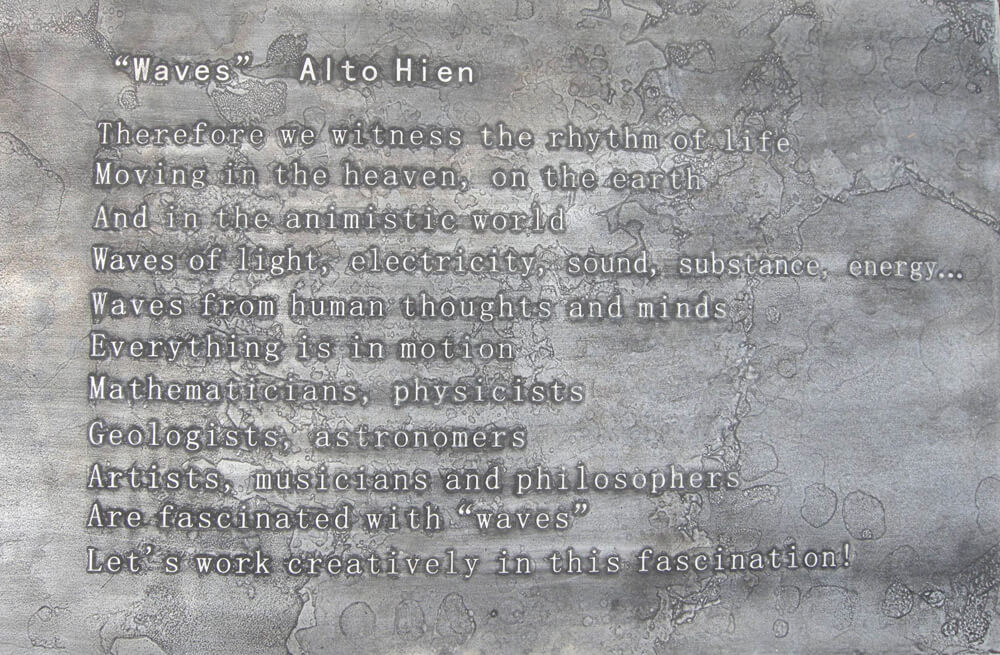 “Waves” Alto Hien
Therefore we witness the rhythm of life
Moving in the heaven, on the earth
And in the animistic world
Waves of light, electricity, sound, substance, energy...
Waves from human thoughts and minds
Everything is in motion
Mathematicians, physicists
Geologists, astronomers
Artists, musicians and philosophers
Are fascinated with “waves”
Let's work creatively in this fascination!